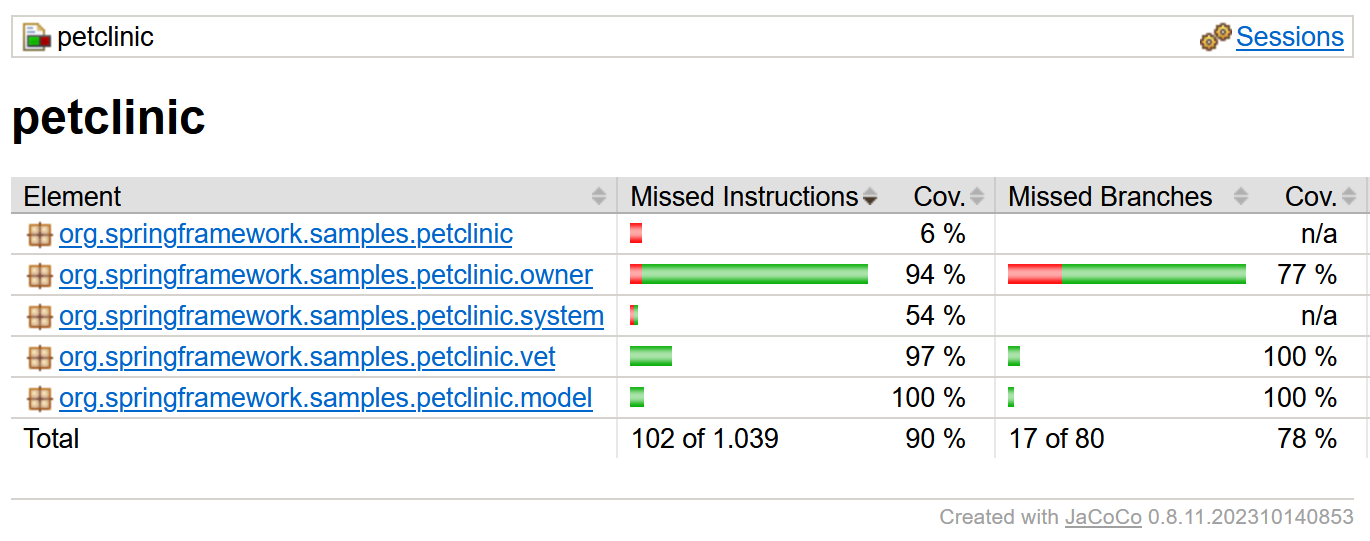 petclinic Sessions
petclinic
Element Missed Instructions Cov. Missed Branches Cov.
org.springframework.samples.petclinic 6 % n/a
org.springframework.samples.petclinic.owner 94 % 77 %
org.springframework.samples.petclinic.system 54 % n/a
org.springframework.samples.petclinic.vet 97 % 100 %
org.springframework.samples.petclinic.model 100 % 100 %
Total 102 of 1.039 90 % 17 of 80 78 %
Created with JaCoCo 0.8.11.202310140853